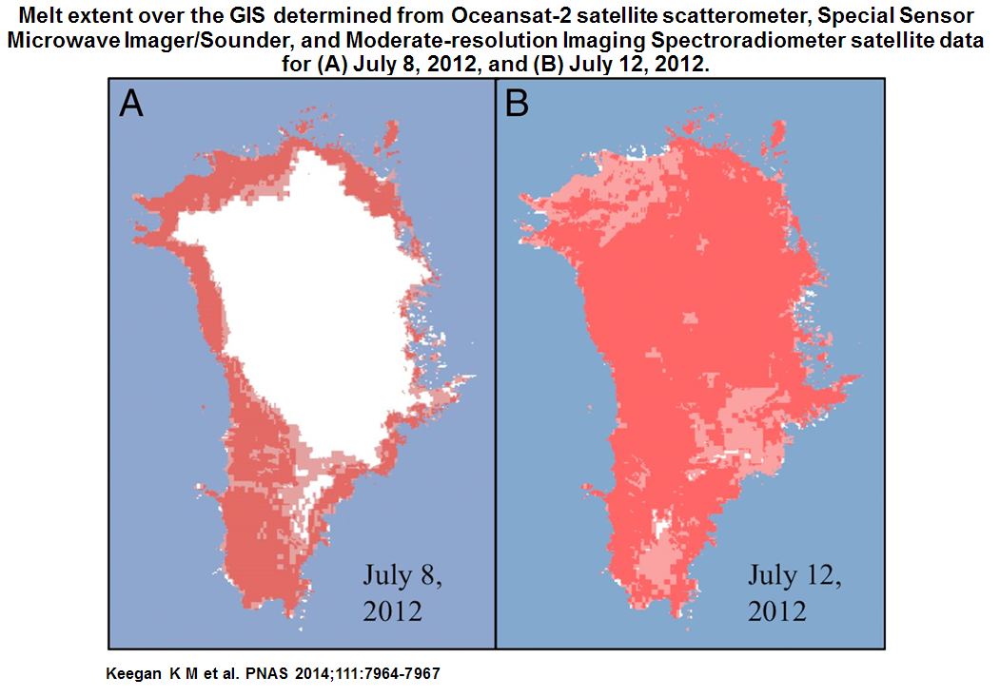 Melt extent over the GIS determined from Oceansat-2 satellite scatterometer, Special Sensor
Microwave Imager/Sounder, and Moderate-resolution Imaging Spectroradiometer satellite data
for (A) July 8, 2012, and (B) July 12, 2012.
A
B
July 8,
2012
July 12,
2012
Keegan K M et al. PNAS 2014;111:7964-7967